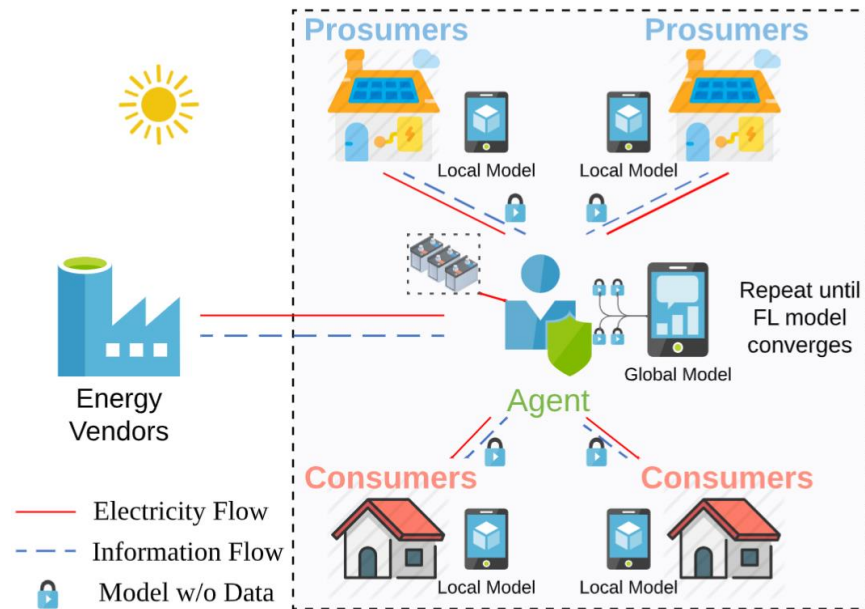 Prosumers
Prosumers
Local Model
Local Model
Repeat until
FL model
converges
Global Model
Energy
Vendors
Agent
Consumers
Consumers
Electricity Flow
Information Flow
Model w/o Data
Local Model
Local Model